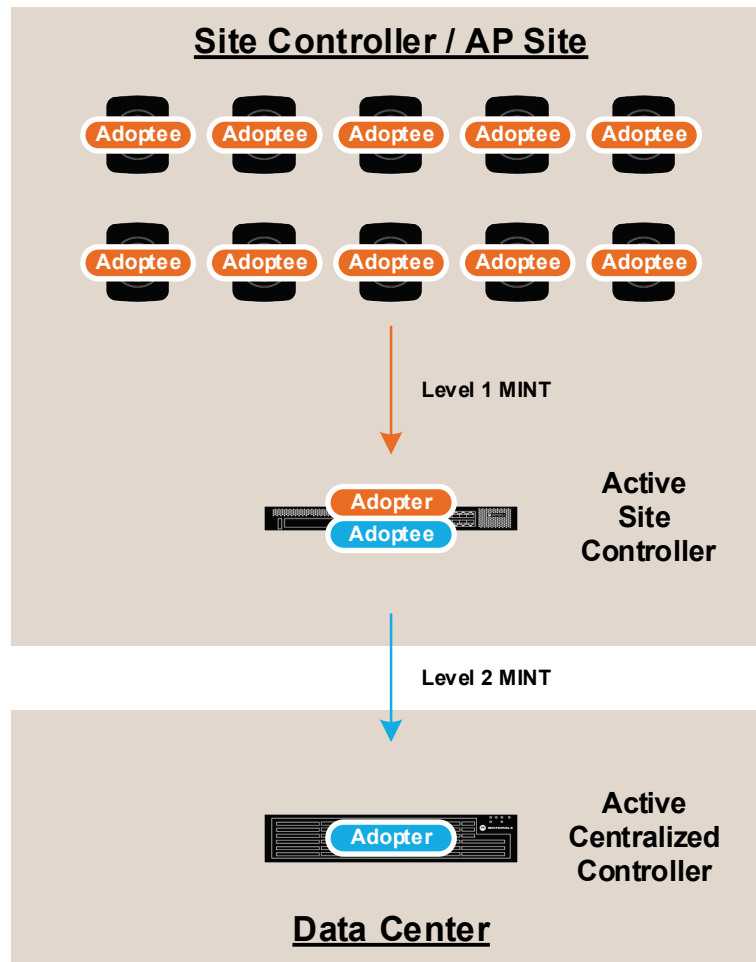 Site Controller / AP Site
Adoptee Adoptee Adoptee Adoptee Adoptee
Adoptee Adoptee Adoptee Adoptee Adoptee
Level 1 MINT
Adopter
Adoptee
Active
Site
Controller
Level 2 MINT
Adopter
MOTOROLA
Active
Centralized
Controller
Data Center